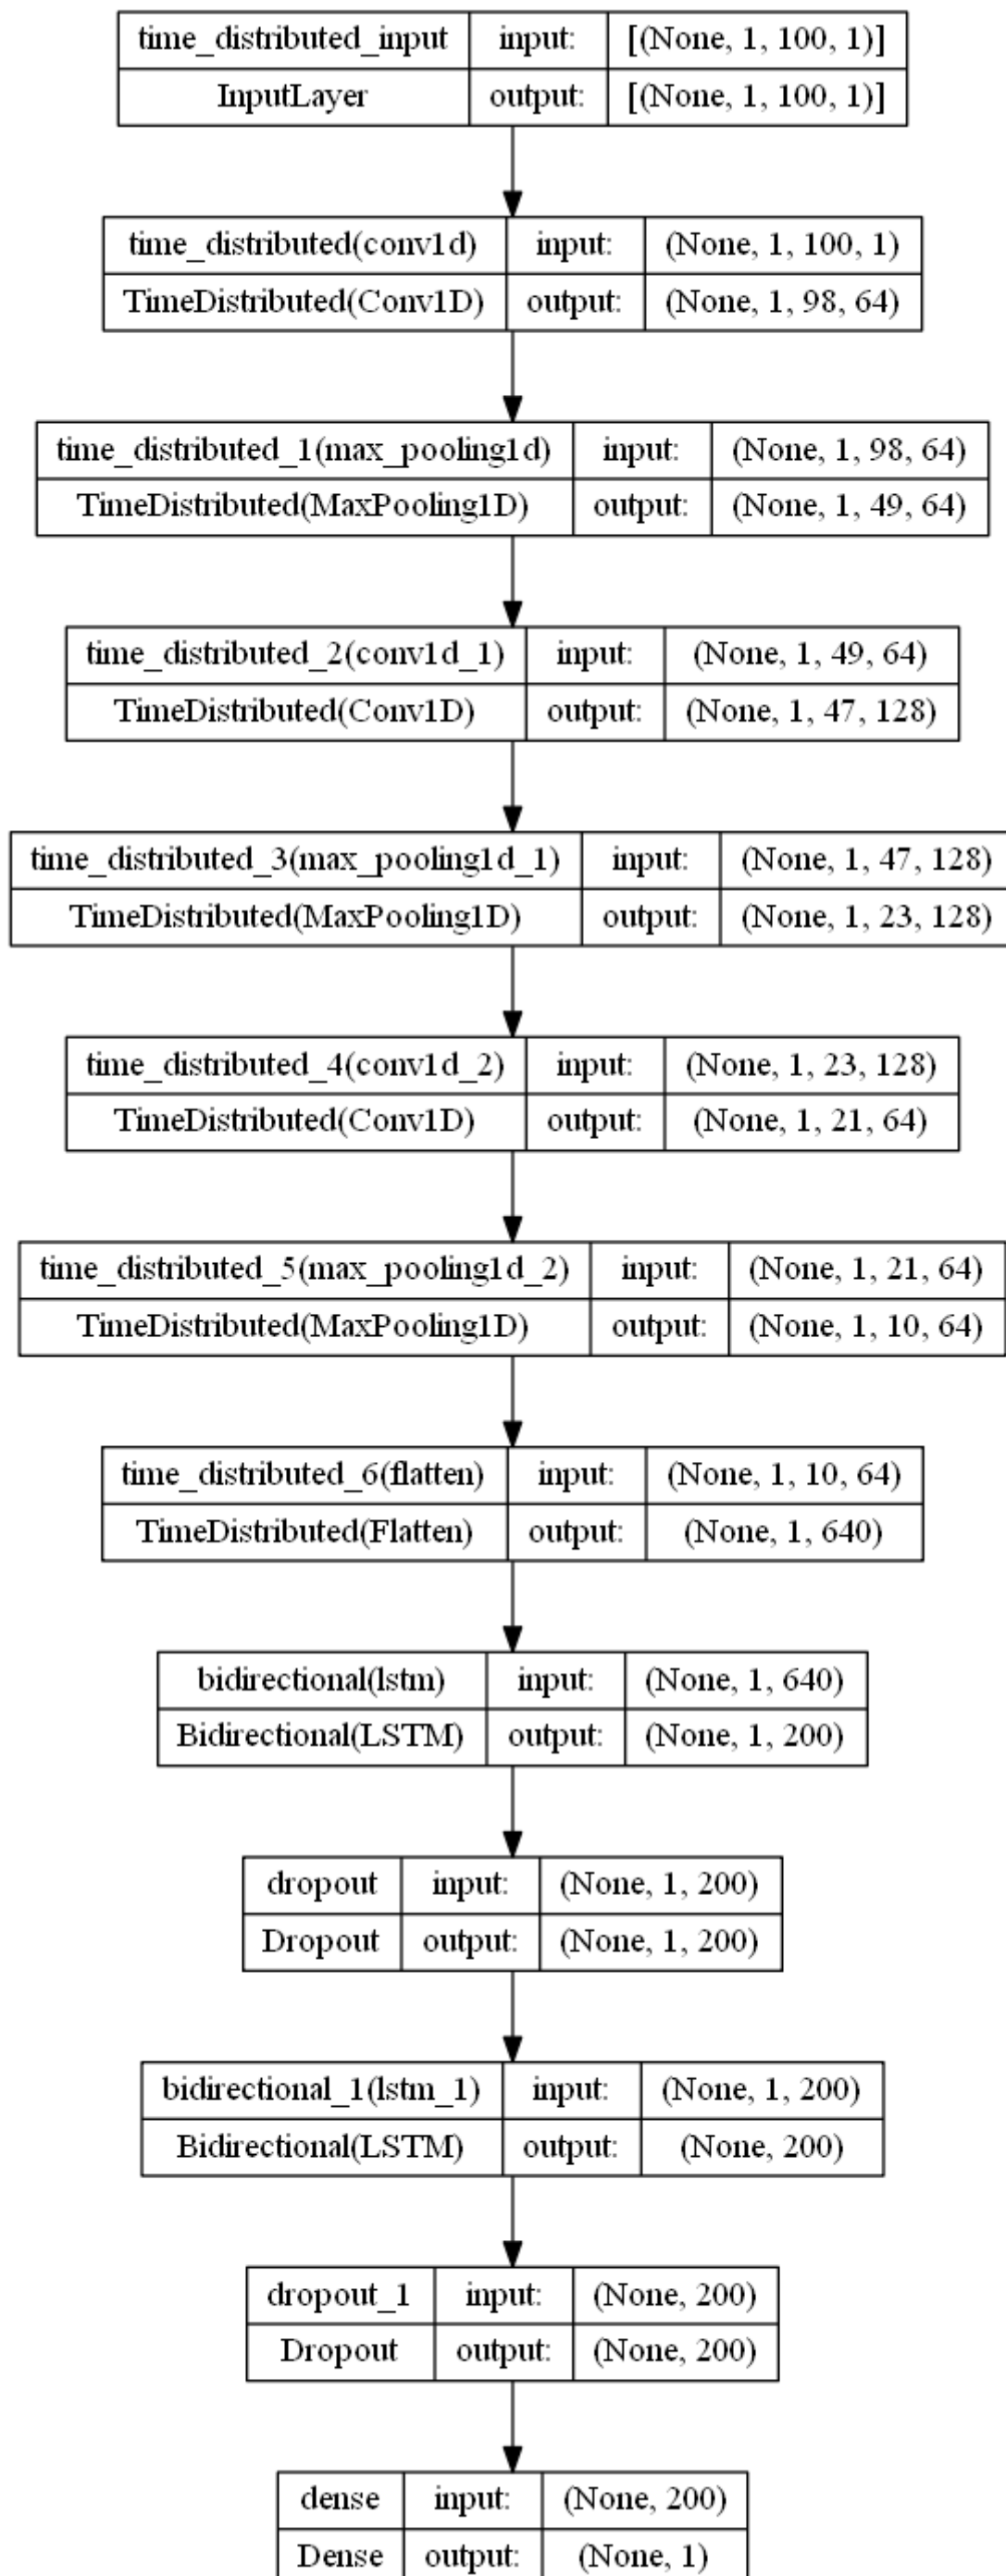 time_distributed_input input: [(None, 1, 100, 1)]
InputLayer output: [(None, 1, 100, 1)]
time_distributed(conv1d) input: (None, 1, 100, 1)
TimeDistributed(Conv1D) output: (None, 1, 98, 64)
time_distributed_1(max_pooling1d) input: (None, 1, 98, 64)
TimeDistributed(MaxPooling1D) output: (None, 1, 49, 64)
time_distributed_2(conv1d_1) input: (None, 1, 49, 64)
TimeDistributed(Conv1D) output: (None, 1, 47, 128)
time_distributed_3(max_pooling1d_1) input: (None, 1, 47, 128)
TimeDistributed(MaxPooling1D) output: (None, 1, 23, 128)
time_distributed_4(conv1d_2) input: (None, 1, 23, 128)
TimeDistributed(Conv1D) output: (None, 1, 21, 64)
time_distributed_5(max_pooling1d_2) input: (None, 1, 21, 64)
TimeDistributed(MaxPooling1D) output: (None, 1, 10, 64)
time_distributed_6(flatten) input: (None, 1, 10, 64)
TimeDistributed(Flatten) output: (None, 1, 640)
bidirectional(lstm) input: (None, 1, 640)
Bidirectional(LSTM) output: (None, 1, 200)
dropout input: (None, 1, 200)
Dropout output: (None, 1, 200)
bidirectional_1(lstm_1) input: (None, 1, 200)
Bidirectional(LSTM) output: (None, 200)
dropout_1 input: (None, 200)
Dropout output: (None, 200)
dense input: (None, 200)
Dense output: (None, 1)